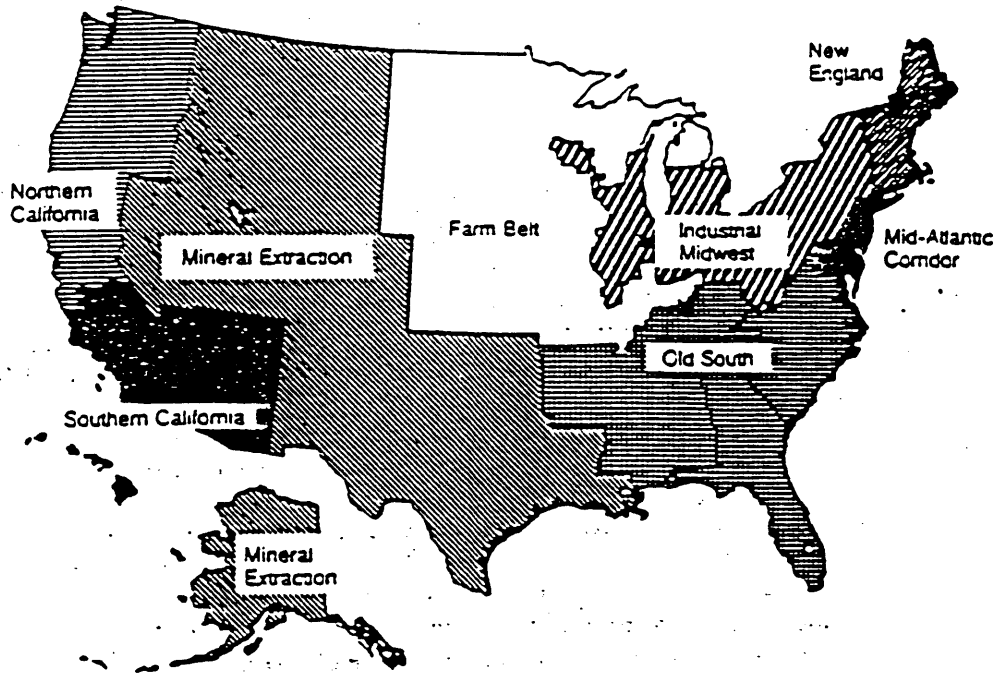 New
England
Northern
California
Mineral Extraction
Farm Belt
Industrial
Midwest
Mid-Atlantic
Corridor
Old South
Southern California
Mineral
Extraction